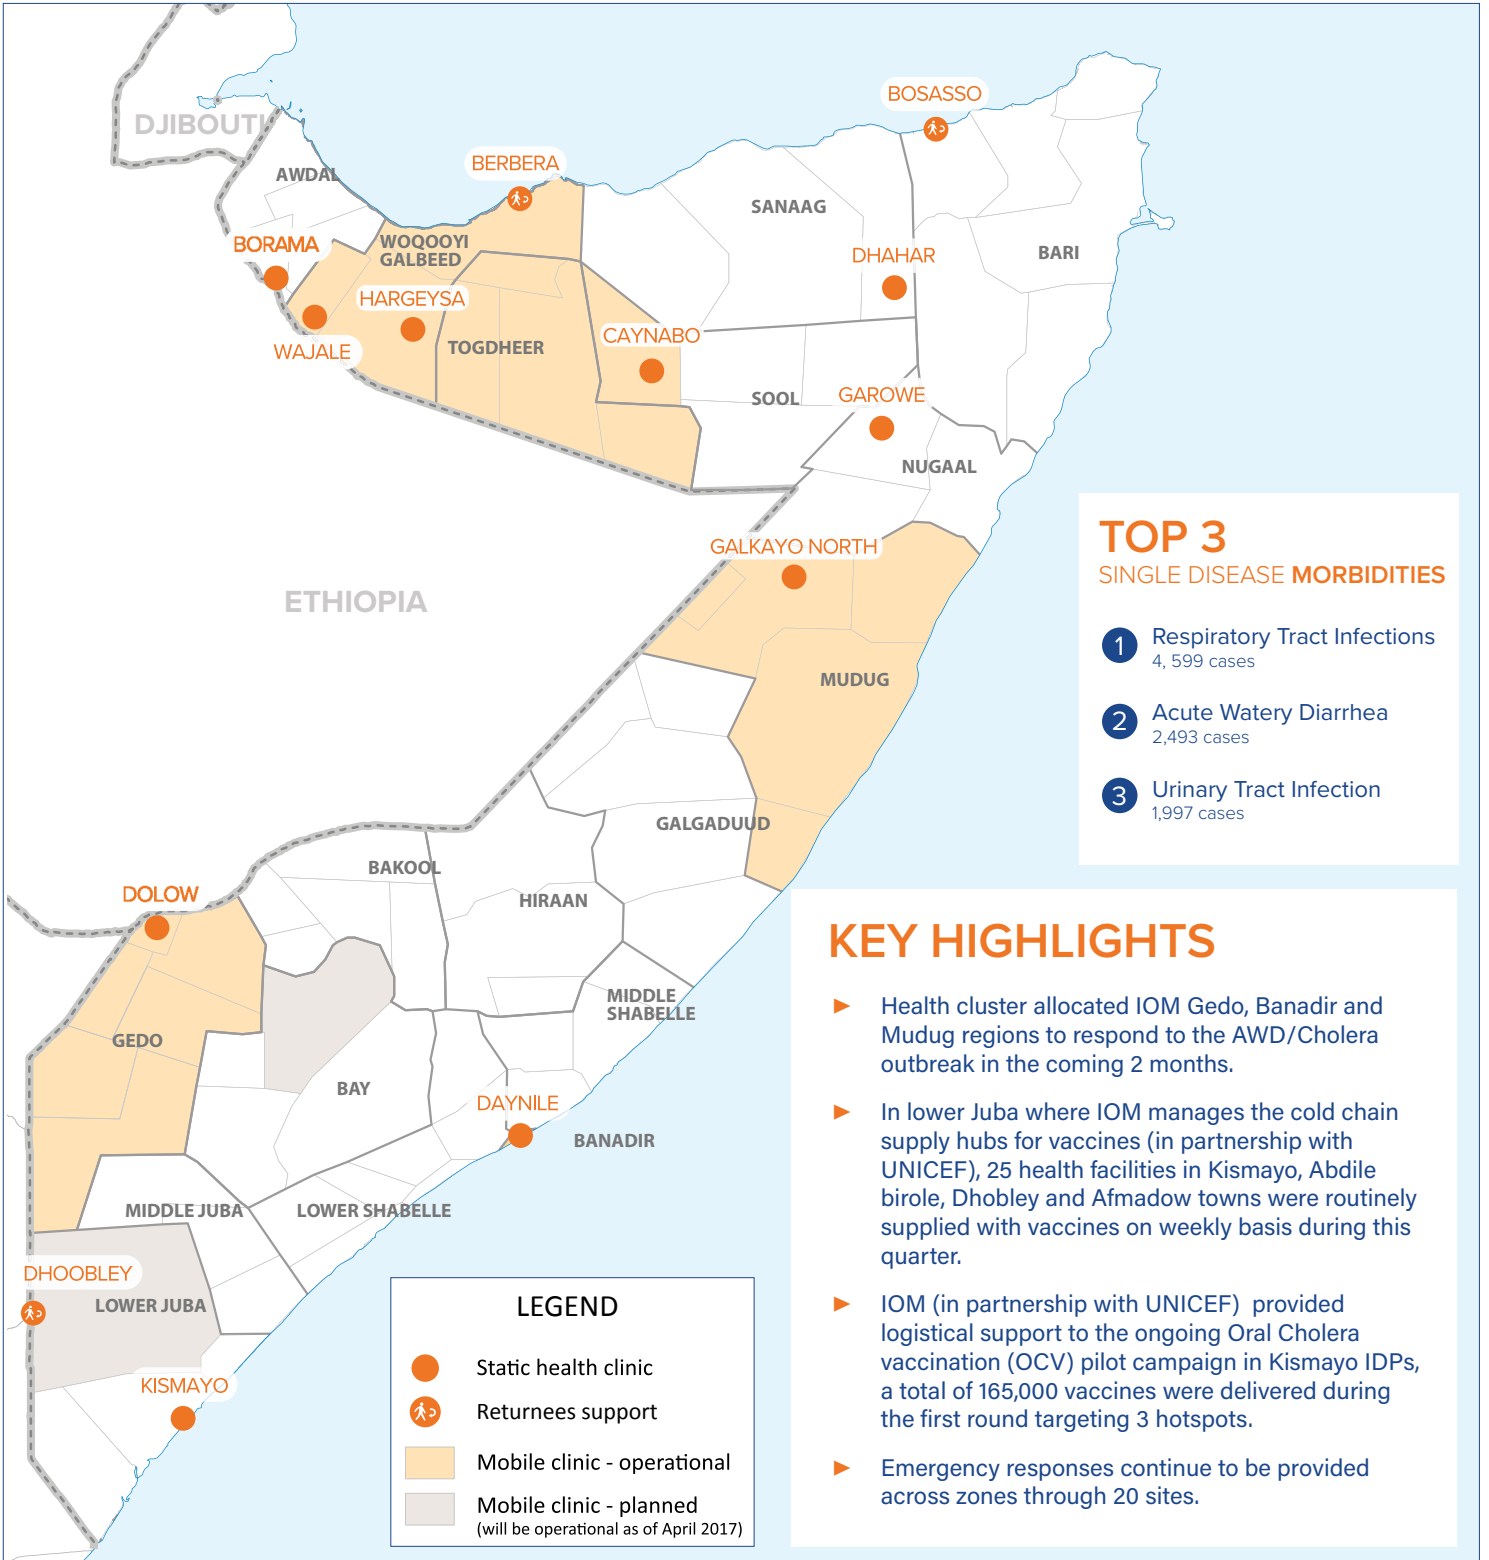 DJIBOUTI
AWDAL
BERBERA
BOSASSO
BORAMA
WOQOOYI
GALBEED
SANAAG
DHAHAR
BARI
HARGEYSA
WAJALE
TOGDHEER
CAYNABO
SOOL
GAROWE
NUGAAL
ETHIOPIA
GALKAYO NORTH
MUDUG
GALGADUUD
BAKOOL
HIRAAN
DOLOW
MIDDLE
SHABELLE
GEDO
BAY
DAYNILE
BANADIR
MIDDLE JUBA
LOWER SHABELLE
DHOOBLEY
LOWER JUBA
KISMAYO
LEGEND
Static health clinic
Returnees support
Mobile clinic - operational
Mobile clinic - planned
(will be operational as of April 2017)
TOP 3
SINGLE DISEASE MORBIDITIES
1 Respiratory Tract Infections
4, 599 cases
2 Acute Watery Diarrhea
2,493 cases
3 Urinary Tract Infection
1,997 cases
KEY HIGHLIGHTS
► Health cluster allocated IOM Gedo, Banadir and
Mudug regions to respond to the AWD/Cholera
outbreak in the coming 2 months.
► In lower Juba where IOM manages the cold chain
supply hubs for vaccines (in partnership with
UNICEF), 25 health facilities in Kismayo, Abdile
birole, Dhobley and Afmadow towns were routinely
supplied with vaccines on weekly basis during this
quarter.
► IOM (in partnership with UNICEF)  provided
logistical support to the ongoing Oral Cholera
vaccination (OCV) pilot campaign in Kismayo IDPs,
a total of 165,000 vaccines were delivered during
the first round targeting 3 hotspots.
► Emergency responses continue to be provided
across zones through 20 sites.